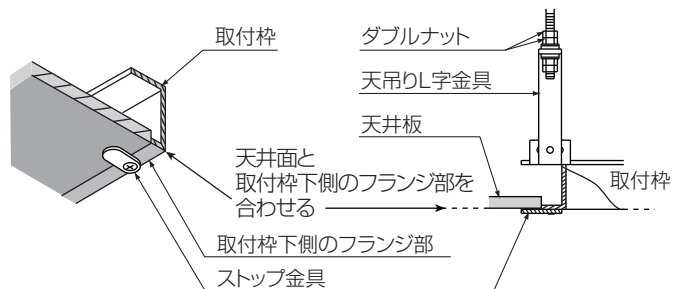 取付枠
ダブルナット
天吊りL字金具
天井板
天井面と
取付枠下側のフランジ部を
合わせる
取付枠
取付枠下側のフランジ部
ストップ金具